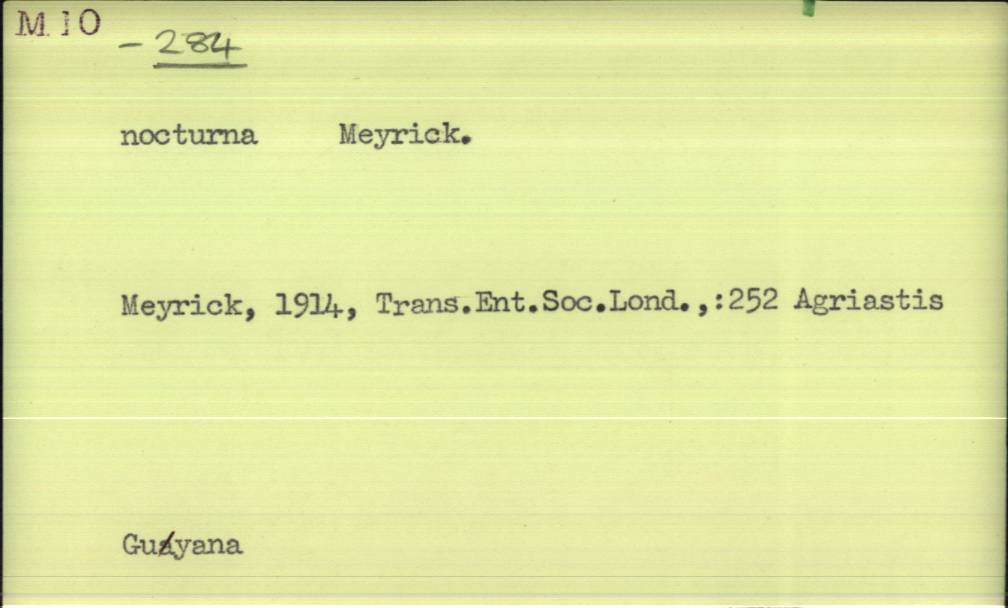 M 10
- 284
nocturna Meyrick.
Meyrick, 1914, Trans.Ent.Soc.Lond.,:252 Agriastis
Guyana